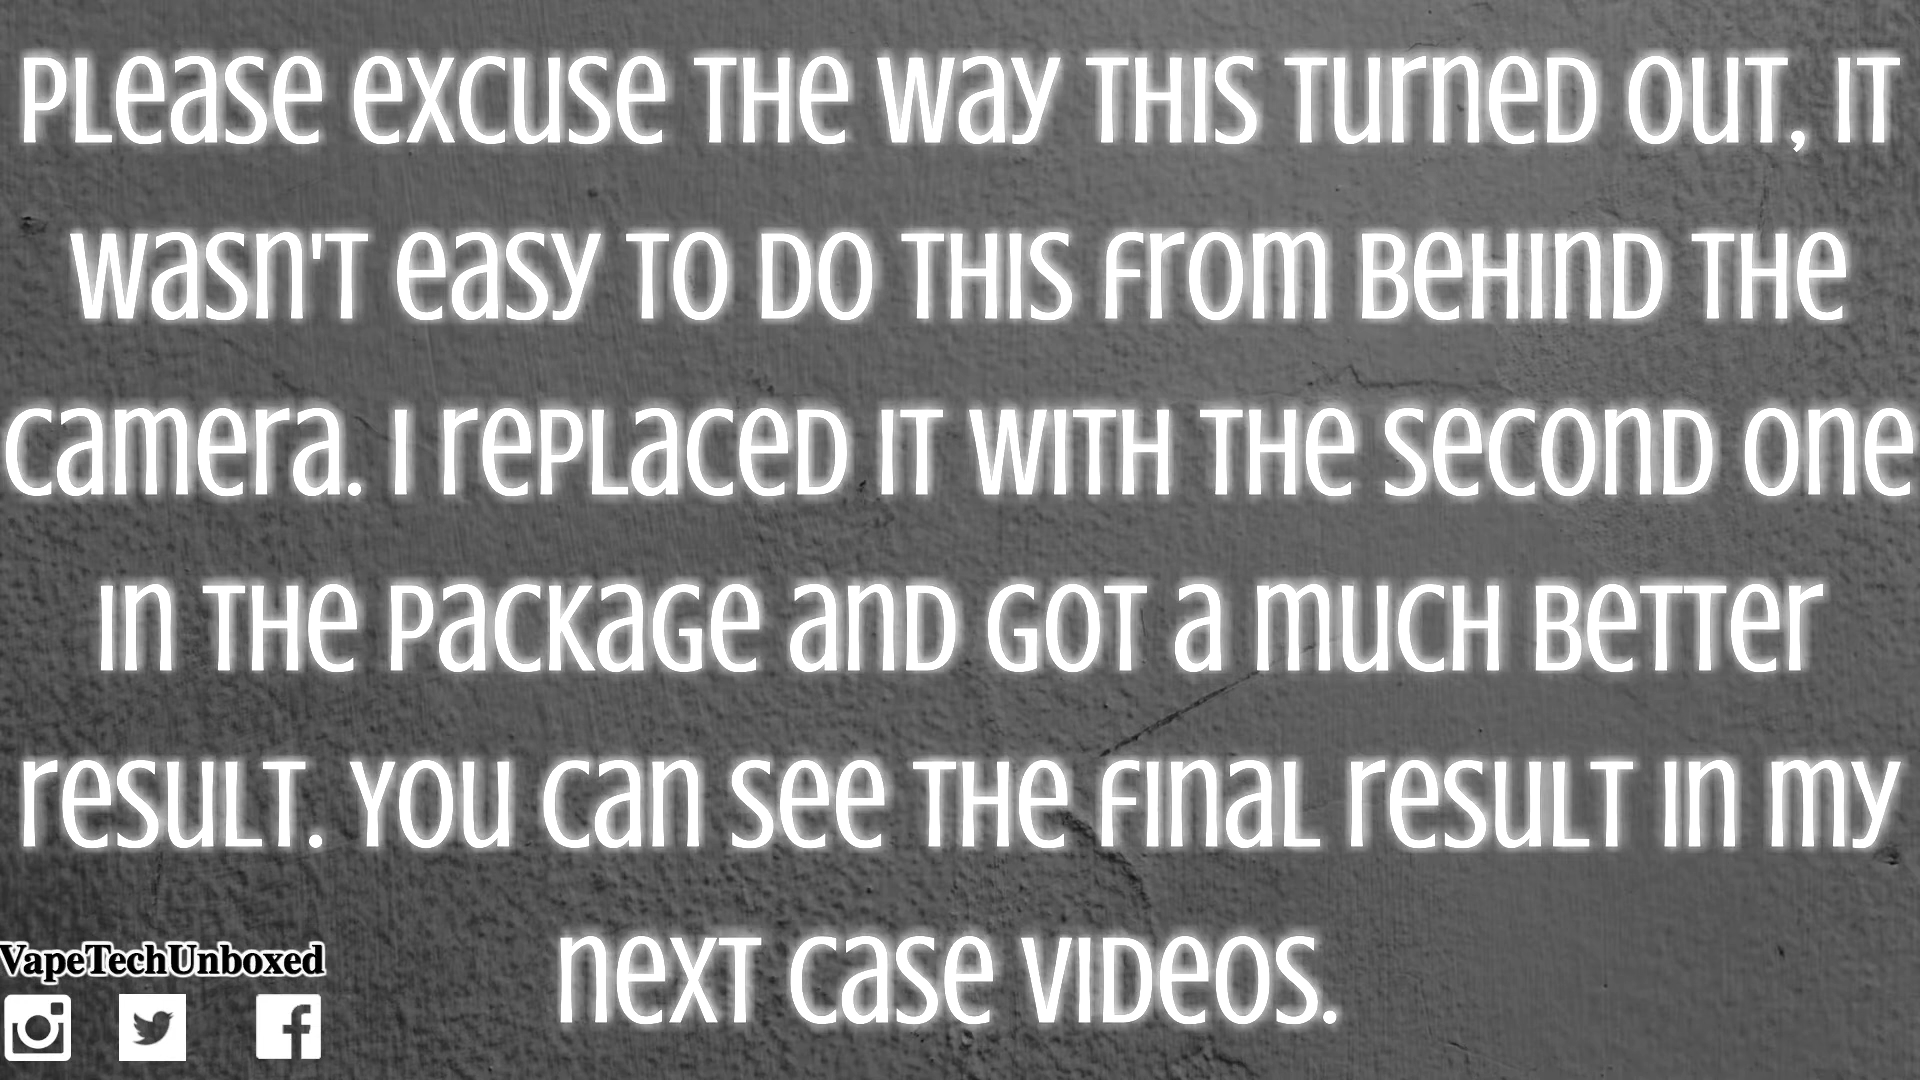 Please excuse the way this turned out, it
wasn't easy to do this from behind the
camera. I replaced it with the second one
in the package and got a much better
result. You can see the final result in my
next case videos.
VapeTechUnboxed